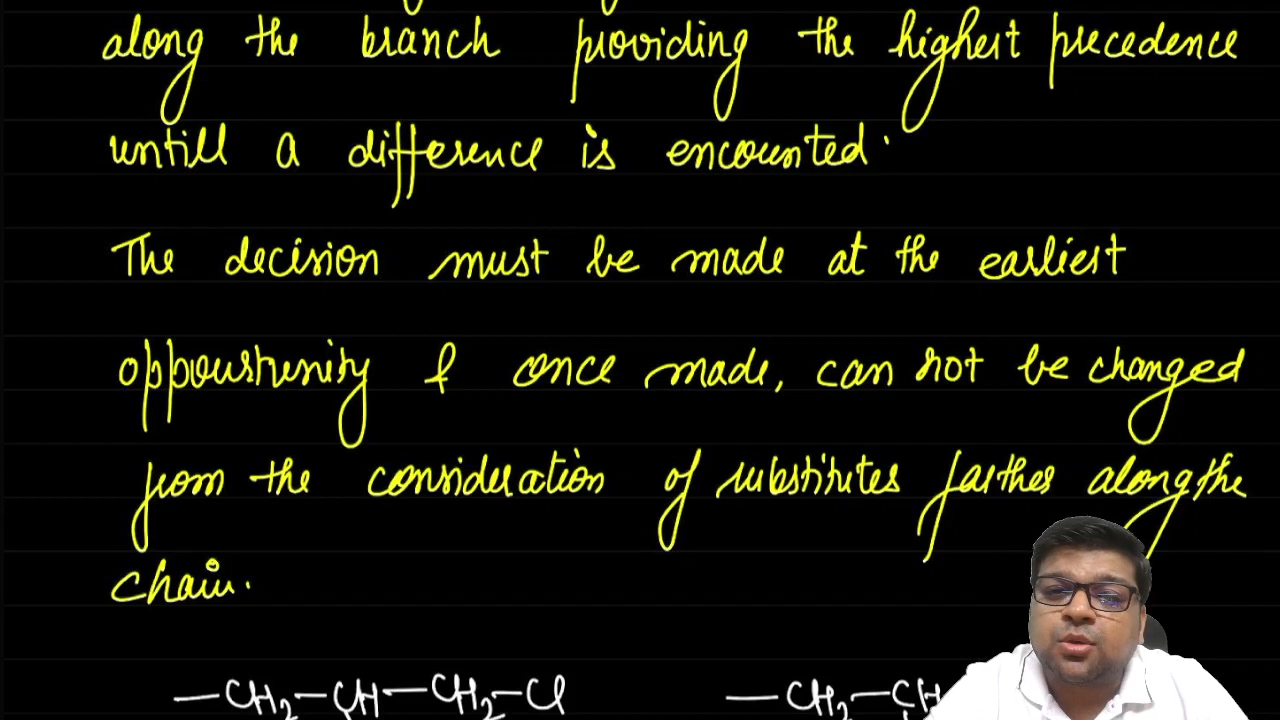 along the branch providing the highest precedence
untill a difference is encounted.
The decision must be made at the earliest
opportunity & once made, can not be changed
from the consideration of substitutes farther along the
chain.
—CH2—CH—CH2—Cl —CH2—CH